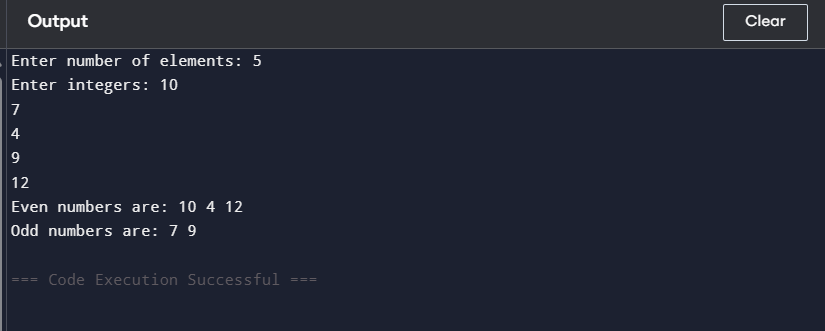 Output
Clear
Enter number of elements: 5
Enter integers: 10
7
4
9
12
Even numbers are: 10 4 12
Odd numbers are: 7 9
=== Code Execution Successful ===